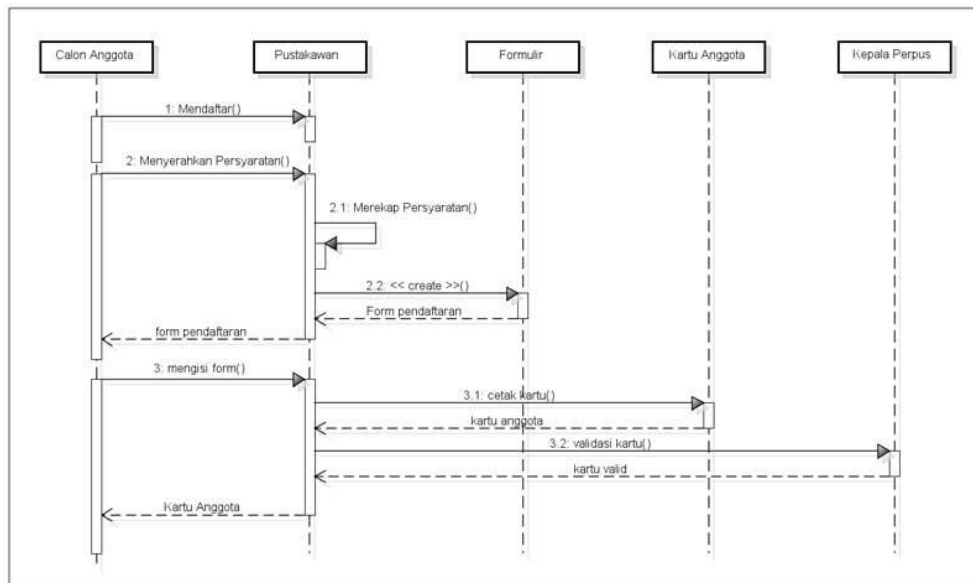 Calon Anggota
Pustakawan
Formulir
Kartu Anggota
Kepala Perpus
1: Mendaftar()
2: Menyerahkan Persyaratan()
2.1: Merekap Persyaratan()
2.2: << create >>()
Form pendaftaran
form pendaftaran
3: mengisi form()
3.1: cetak kartu()
kartu anggota
3.2: validasi kartu()
kartu valid
Kartu Anggota